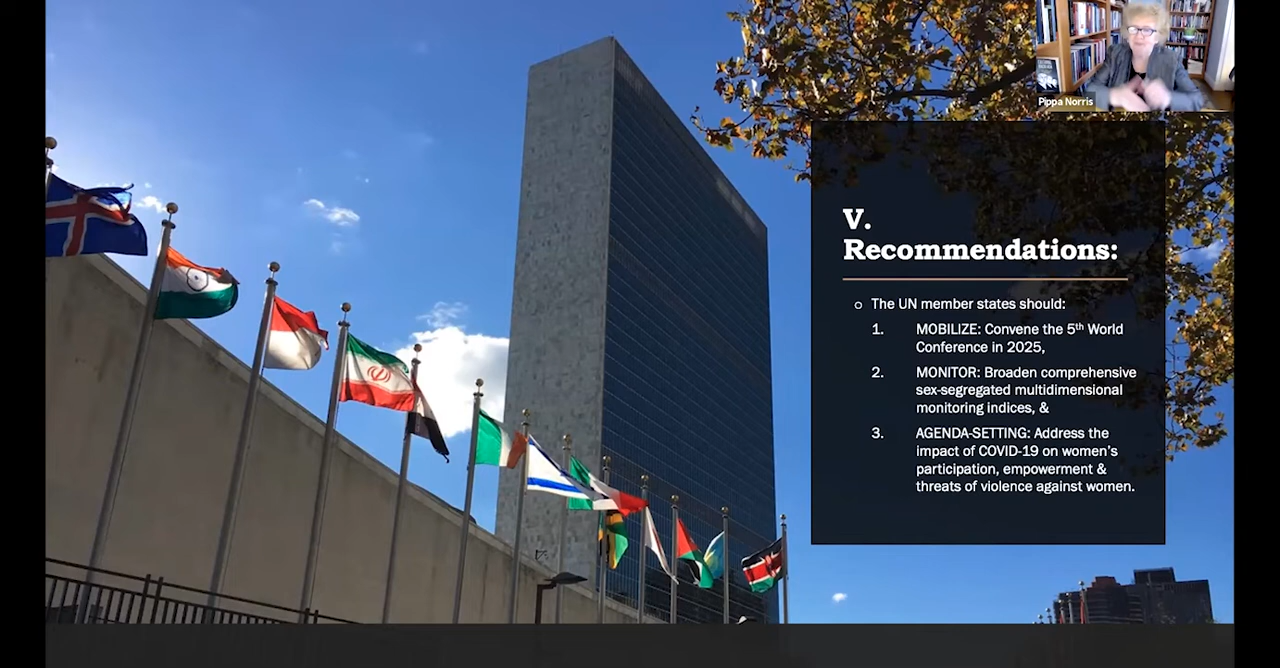 Pippa Norris
V.
Recommendations:
o The UN member states should:
1. MOBILIZE: Convene the 5th World
Conference in 2025,
2. MONITOR: Broaden comprehensive
sex-segregated multidimensional
monitoring indices, &
3. AGENDA-SETTING: Address the
impact of COVID-19 on women's
participation, empowerment &
threats of violence against women.